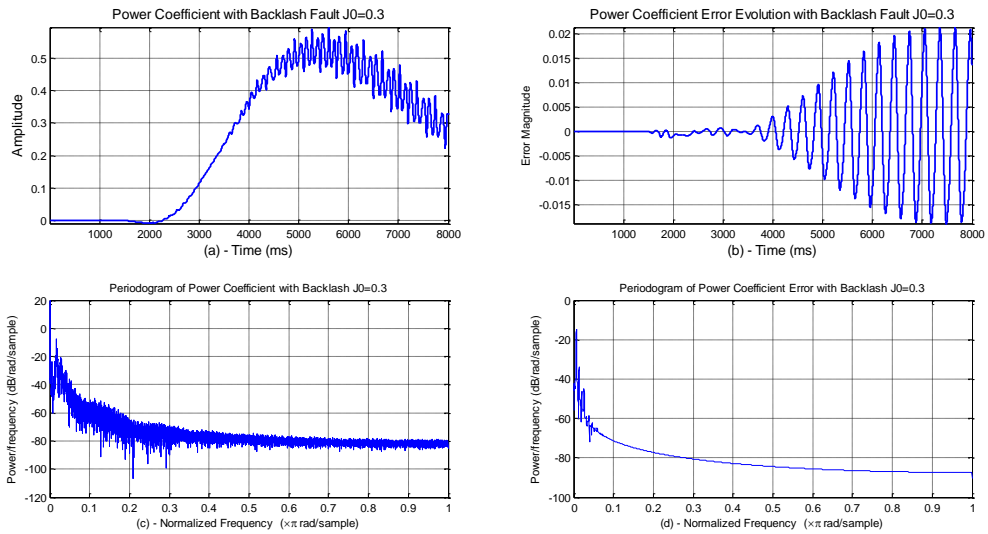 Power Coefficient with Backlash Fault J0=0.3
Amplitude
0.5
0.4
0.3
0.2
0.1
0
1000 2000 3000 4000 5000 6000 7000 8000
(a) - Time (ms)
Power Coefficient Error Evolution with Backlash Fault J0=0.3
Error Magnitude
0.02
0.015
0.01
0.005
0
-0.005
-0.01
-0.015
1000 2000 3000 4000 5000 6000 7000 8000
(b) - Time (ms)
Periodogram of Power Coefficient with Backlash J0=0.3
Power/frequency (dB/rad/sample)
20
0
-20
-40
-60
-80
-100
-120
0 0.1 0.2 0.3 0.4 0.5 0.6 0.7 0.8 0.9 1
(c) - Normalized Frequency (×π rad/sample)
Periodogram of Power Coefficient Error with Backlash J0=0.3
Power/frequency (dB/rad/sample)
0
-20
-40
-60
-80
-100
0 0.1 0.2 0.3 0.4 0.5 0.6 0.7 0.8 0.9 1
(d) - Normalized Frequency (×π rad/sample)